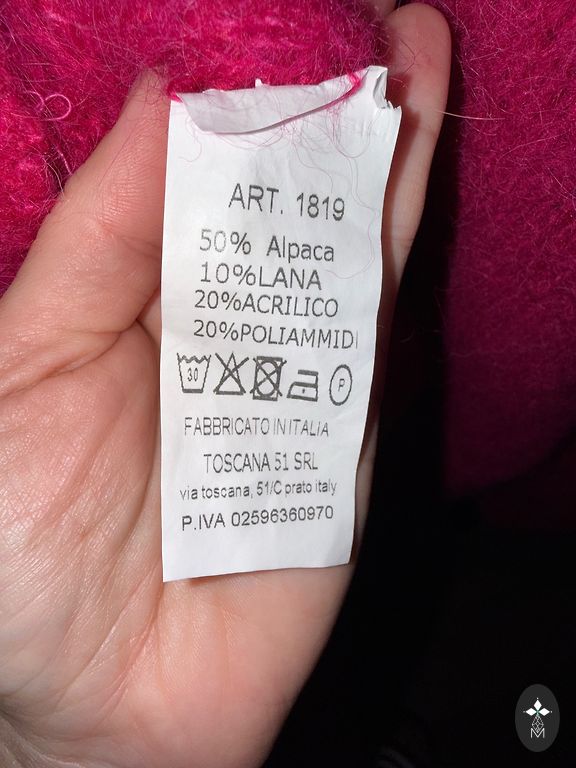 ART. 1819
50% Alpaca
10%LANA
20%ACRILICO
20%POLIAMMIDI
30 P
FABBRICATO IN ITALIA
TOSCANA 51 SRL
via toscana, 51/C prato italy
P.IVA 02596360970
M